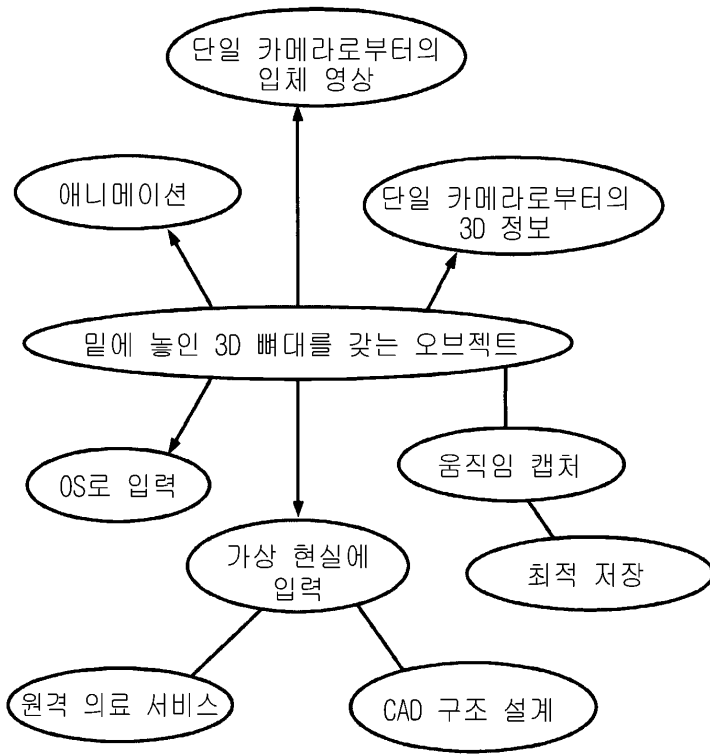 단일 카메라로부터의
입체 영상
애니메이션
단일 카메라로부터의
3D 정보
밑에 놓인 3D 뼈대를 갖는 오브젝트
움직임 캡처
OS로 입력
가상 현실에
입력
최적 저장
원격 의료 서비스
CAD 구조 설계